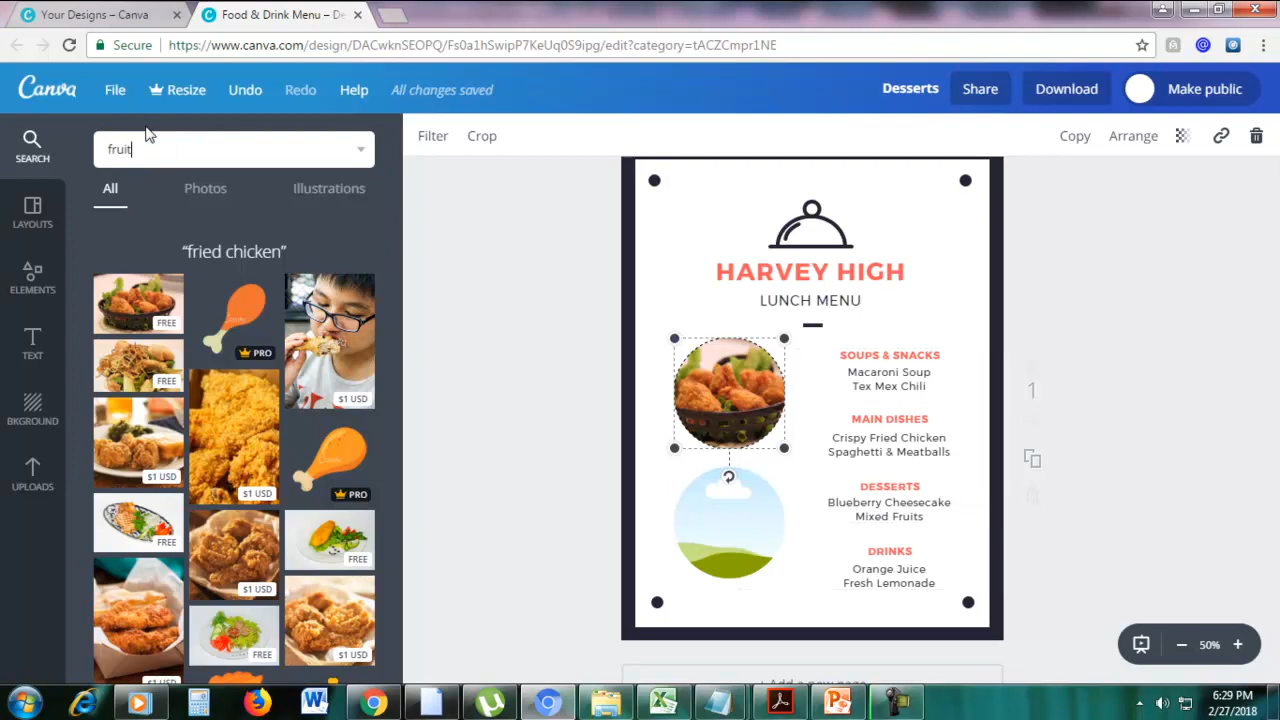 Your Designs – Canva
Food & Drink Menu – De
Secure
https://www.canva.com/design/DACwknSEOPQ/Fs0a1hSwipP7KeUq0S9ipg/edit?category=tACZCmpr1NE
Canva
File
Resize
Undo
Redo
Help
All changes saved
Desserts
Share
Download
Make public
SEARCH
LAYOUTS
ELEMENTS
TEXT
BKGROUND
UPLOADS
fruit
All
Photos
Illustrations
“fried chicken”
FREE
PRO
$1 USD
FREE
$1 USD
$1 USD
PRO
FREE
$1 USD
FREE
FREE
$1 USD
Filter
Crop
Copy
Arrange
HARVEY HIGH
LUNCH MENU
SOUPS & SNACKS
Macaroni Soup
Tex Mex Chili
MAIN DISHES
Crispy Fried Chicken
Spaghetti & Meatballs
DESSERTS
Blueberry Cheesecake
Mixed Fruits
DRINKS
Orange Juice
Fresh Lemonade
1
+ Add a new page
50%
6:29 PM
2/27/2018